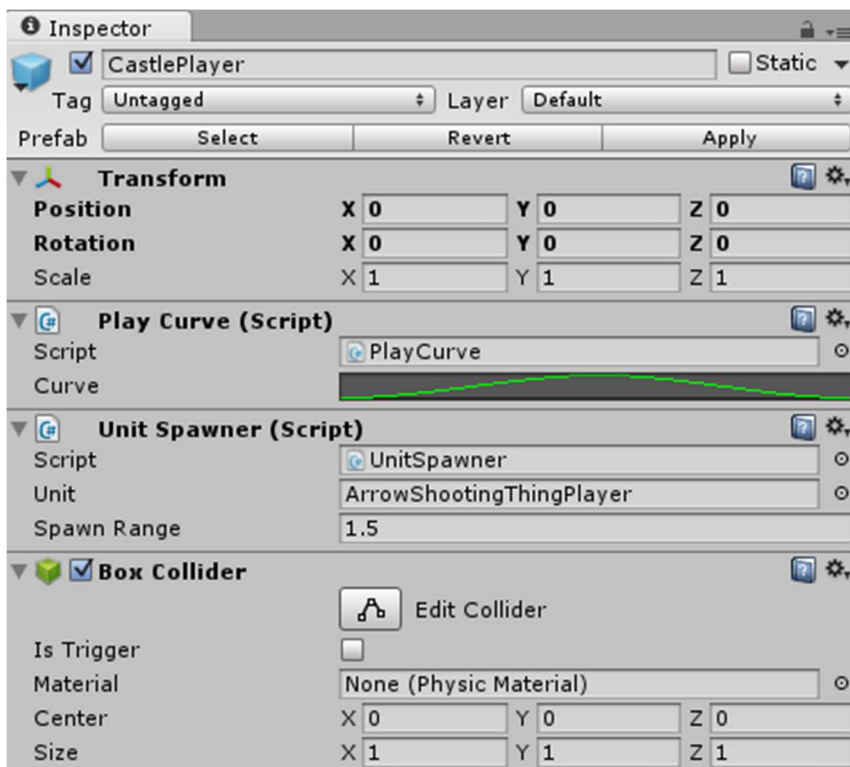 Inspector
CastlePlayer Static
Tag Untagged Layer Default
Prefab Select Revert Apply
Transform
Position X 0 Y 0 Z 0
Rotation X 0 Y 0 Z 0
Scale X 1 Y 1 Z 1
Play Curve (Script)
Script PlayCurve
Curve
Unit Spawner (Script)
Script UnitSpawner
Unit ArrowShootingThingPlayer
Spawn Range 1.5
Box Collider
Edit Collider
Is Trigger
Material None (Physic Material)
Center X 0 Y 0 Z 0
Size X 1 Y 1 Z 1